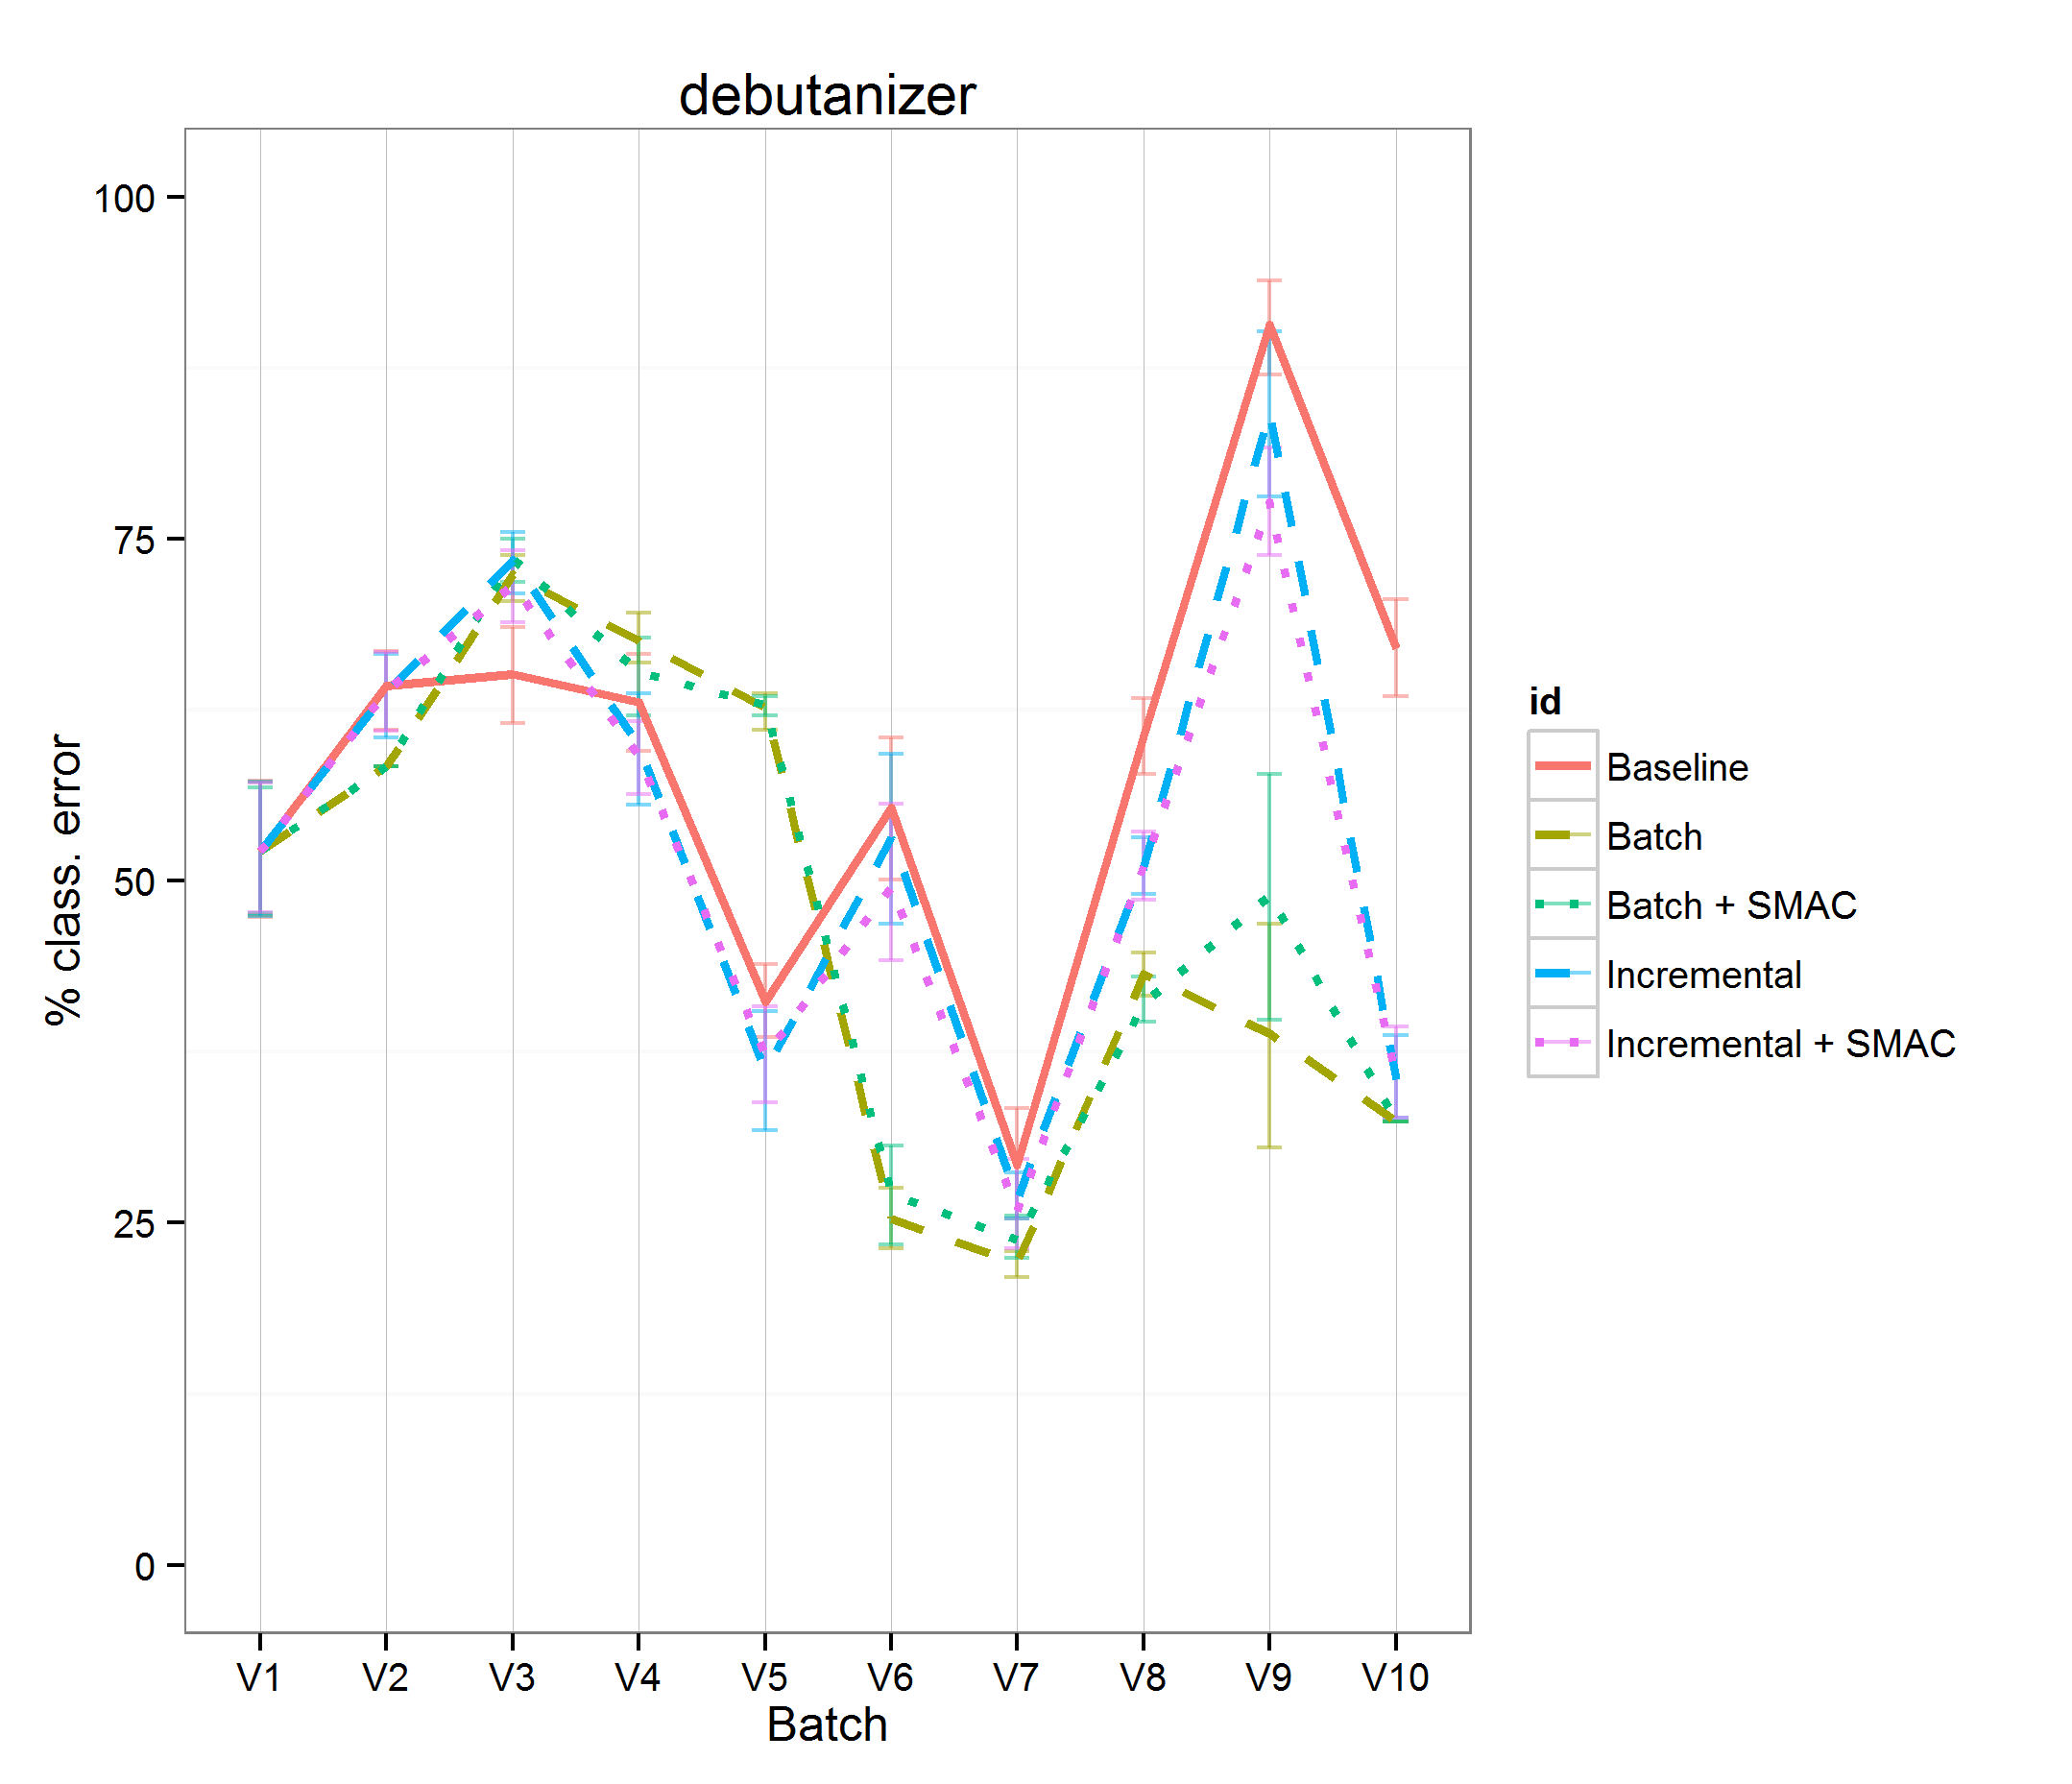 debutanizer
% class. error
100
75
50
25
0
V1 V2 V3 V4 V5 V6 V7 V8 V9 V10
Batch
id
Baseline
Batch
Batch + SMAC
Incremental
Incremental + SMAC